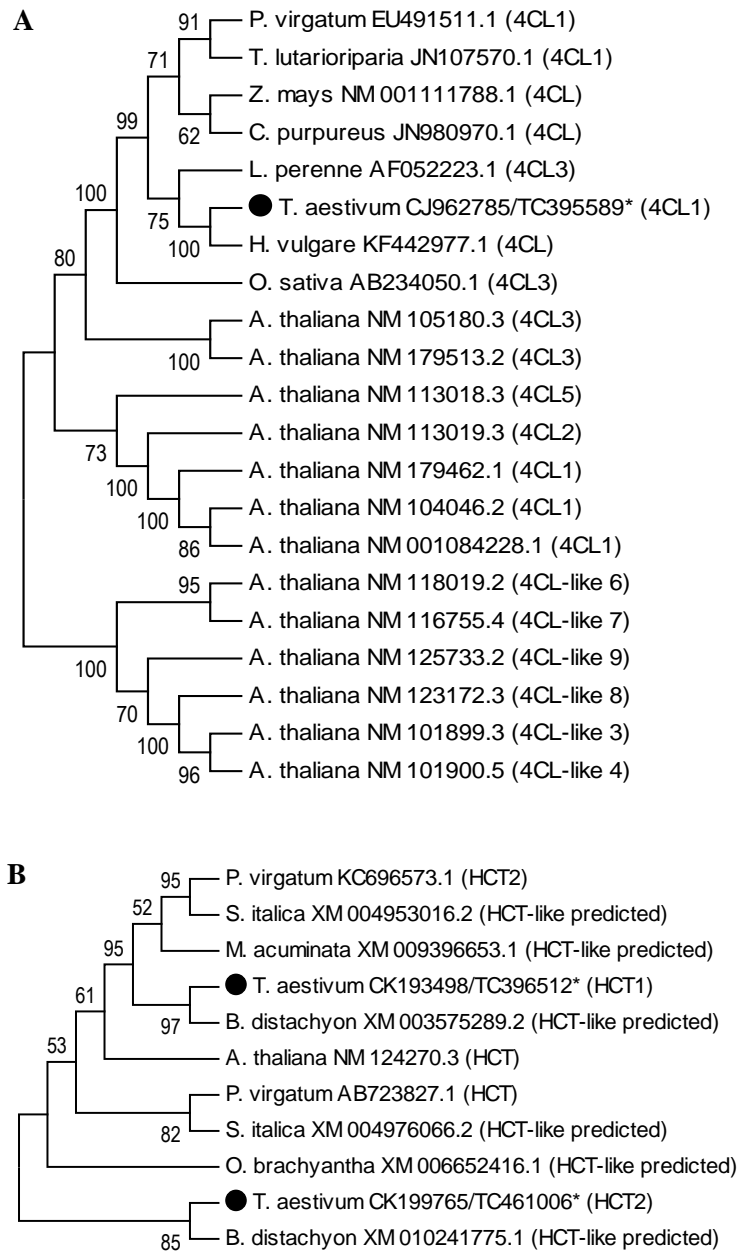 A
91
P. virgatum EU491511.1 (4CL1)
71
T. lutarioriparia JN107570.1 (4CL1)
Z. mays NM 001111788.1 (4CL)
99
62
C. purpureus JN980970.1 (4CL)
L. perenne AF052223.1 (4CL3)
100
T. aestivum CJ962785/TC395589* (4CL1)
75
100
H. vulgare KF442977.1 (4CL)
80
O. sativa AB234050.1 (4CL3)
A. thaliana NM 105180.3 (4CL3)
100
A. thaliana NM 179513.2 (4CL3)
A. thaliana NM 113018.3 (4CL5)
73
A. thaliana NM 113019.3 (4CL2)
100
A. thaliana NM 179462.1 (4CL1)
100
A. thaliana NM 104046.2 (4CL1)
86
A. thaliana NM 001084228.1 (4CL1)
95
A. thaliana NM 118019.2 (4CL-like 6)
A. thaliana NM 116755.4 (4CL-like 7)
100
A. thaliana NM 125733.2 (4CL-like 9)
70
A. thaliana NM 123172.3 (4CL-like 8)
100
A. thaliana NM 101899.3 (4CL-like 3)
96
A. thaliana NM 101900.5 (4CL-like 4)
B
95
P. virgatum KC696573.1 (HCT2)
52
S. italica XM 004953016.2 (HCT-like predicted)
95
M. acuminata XM 009396653.1 (HCT-like predicted)
T. aestivum CK193498/TC396512* (HCT1)
61
97
B. distachyon XM 003575289.2 (HCT-like predicted)
53
A. thaliana NM 124270.3 (HCT)
P. virgatum AB723827.1 (HCT)
82
S. italica XM 004976066.2 (HCT-like predicted)
O. brachyantha XM 006652416.1 (HCT-like predicted)
T. aestivum CK199765/TC461006* (HCT2)
85
B. distachyon XM 010241775.1 (HCT-like predicted)